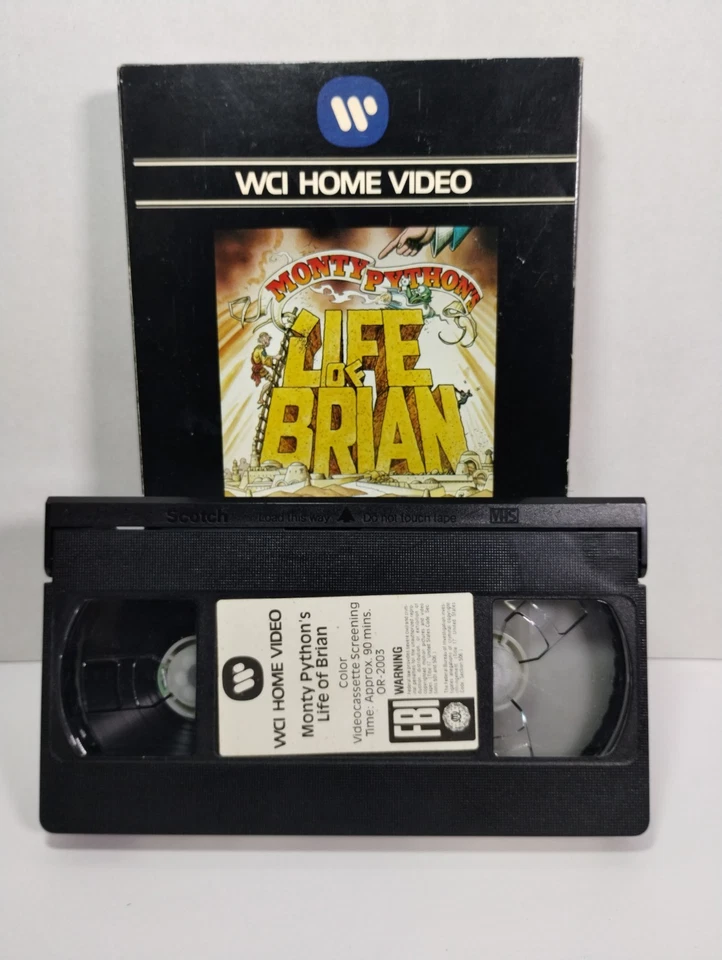 WCI HOME VIDEO
MONTY PYTHON'S
LIFE
OF
BRIAN
Scotch Load this way Do not touch tape VHS
WCI HOME VIDEO
Monty Python's
Life of Brian
Color
Videocassette Screening
Time: Approx. 90 mins.
OR-2003
FBI
WARNING